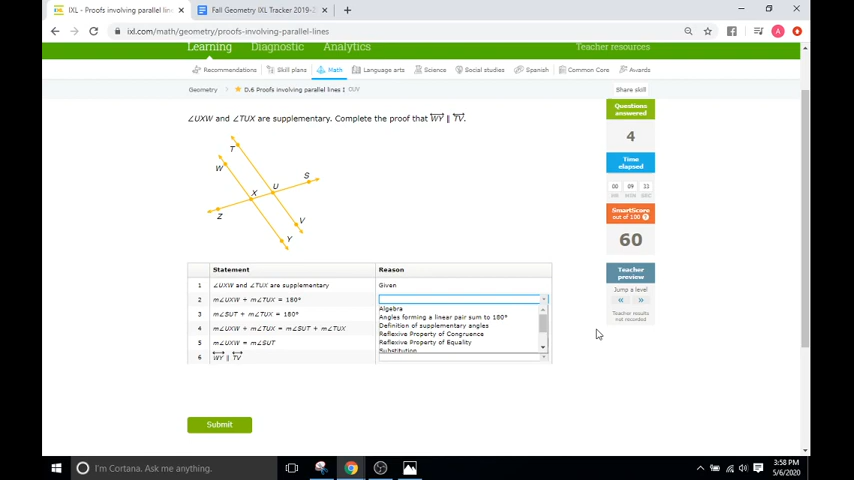 IXL - Proofs involving parallel lines
Fall Geometry IXL Tracker 2019-2
ixl.com/math/geometry/proofs-involving-parallel-lines
Learning Diagnostic Analytics Teacher resources
Recommendations Skill plans Math Language arts Science Social studies Spanish Common Core Awards
Geometry D.6 Proofs involving parallel lines I Share skill
∠UXW and ∠TUX are supplementary. Complete the proof that WY ∥ TV.
T
W
S
U
X
Z
V
Y
Questions
answered
4
Time
elapsed
00 09 33
SmartScore
out of 100
60
Teacher
preview
Jump a level
Teacher results
not recorded
Statement Reason
1 ∠UXW and ∠TUX are supplementary Given
2 m∠UXW + m∠TUX = 180°
Algebra
3 m∠SUT + m∠TUX = 180° Angles forming a linear pair sum to 180°
Definition of supplementary angles
4 m∠UXW + m∠TUX = m∠SUT + m∠TUX Reflexive Property of Congruence
5 m∠UXW = m∠SUT Reflexive Property of Equality
Substitution
6 WY ∥ TV
Submit
I'm Cortana. Ask me anything.
3:58 PM
5/6/2020